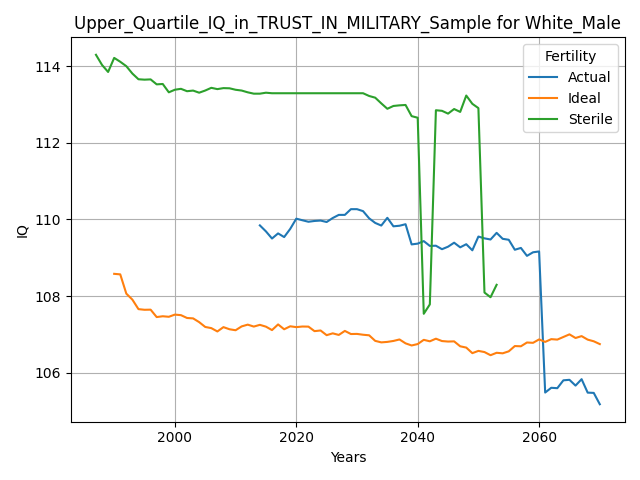 Upper_Quartile_IQ_in_TRUST_IN_MILITARY_Sample for White_Male
Fertility
Actual
Ideal
Sterile
IQ
114
112
110
108
106
2000
2020
2040
2060
Years